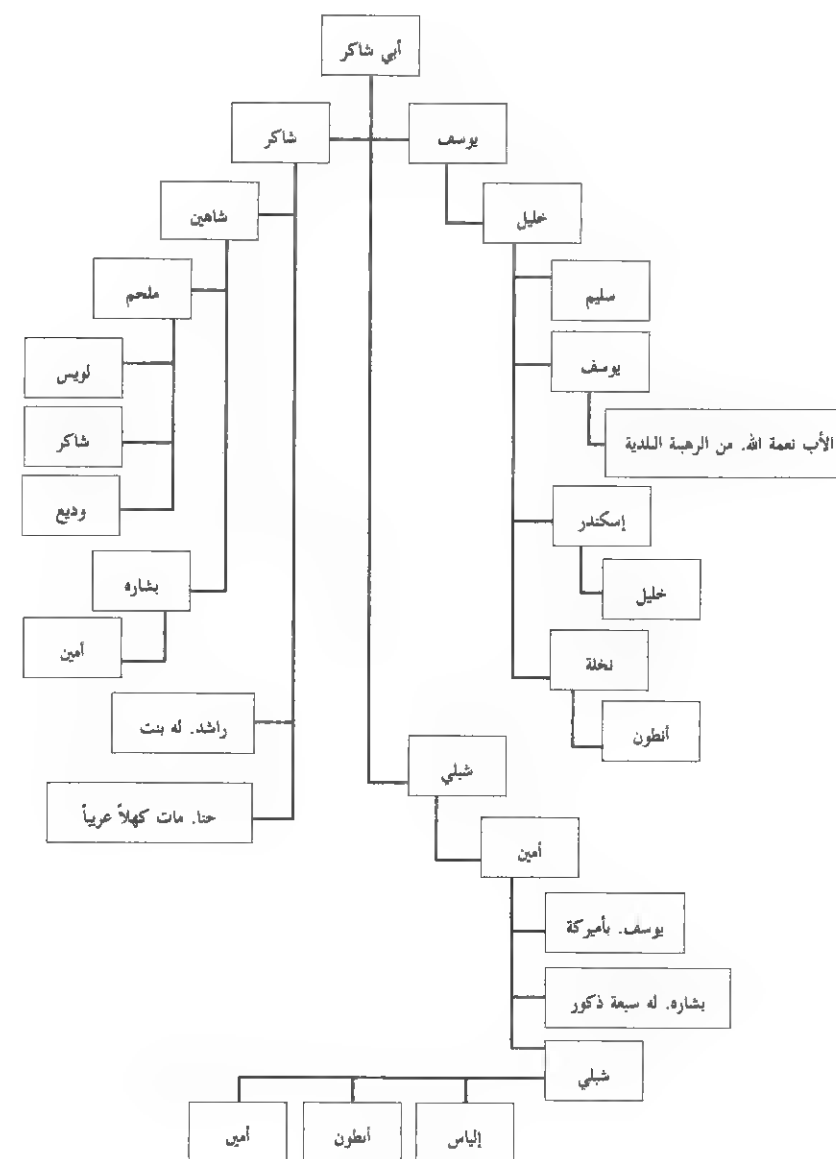 أبي شاكر
يوسف
شاكر
خليل
شاهين
سليم
ملحم
يوسف
لويس
الأب نعمة الله. من الرهبنة البلدية
شاكر
وديع
إسكندر
خليل
بشاره
نخلة
أمين
أنطون
راشد. له بنت
شبلي
حنا. مات كهلاً عزيباً
أمين
يوسف. بأميركة
بشاره. له سبعة ذكور
شبلي
إلياس
أنطون
أمين